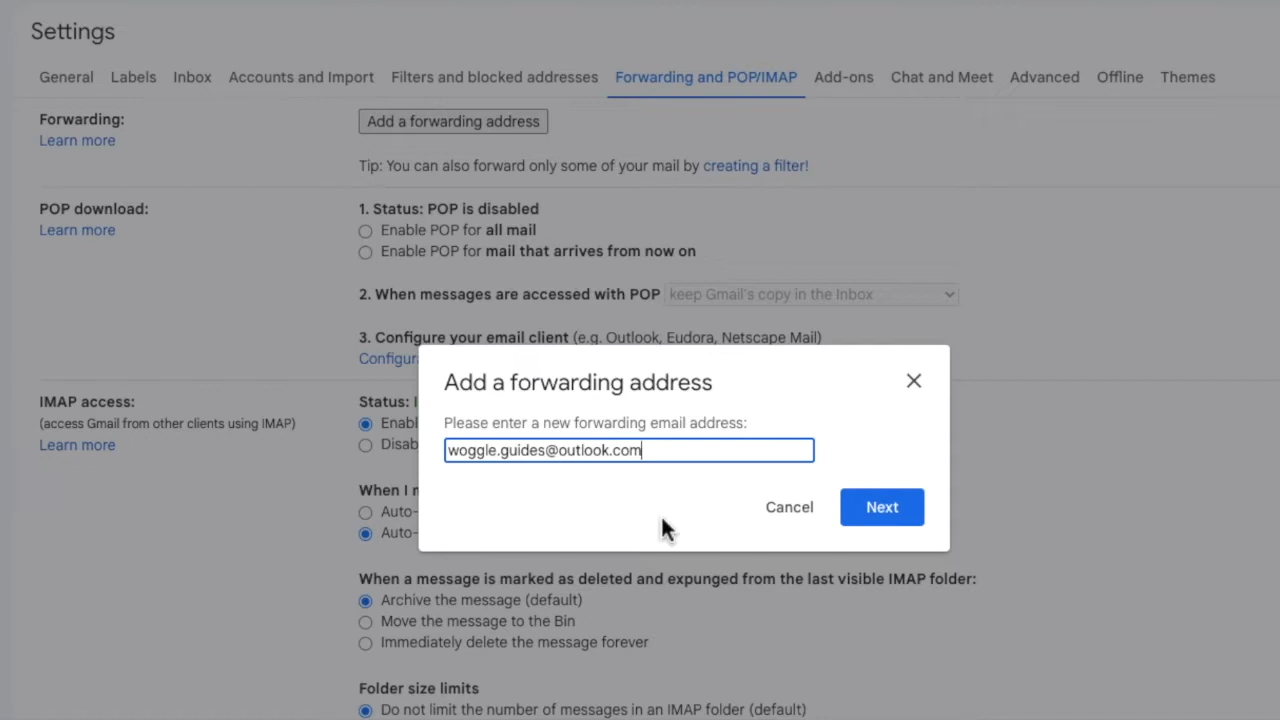 Settings
General Labels Inbox Accounts and Import Filters and blocked addresses Forwarding and POP/IMAP Add-ons Chat and Meet Advanced Offline Themes
Forwarding:
Learn more
Add a forwarding address
Tip: You can also forward only some of your mail by creating a filter!
POP download:
Learn more
1. Status: POP is disabled
Enable POP for all mail
Enable POP for mail that arrives from now on
2. When messages are accessed with POP keep Gmail's copy in the Inbox
3. Configure your email client (e.g. Outlook, Eudora, Netscape Mail)
Configur
Add a forwarding address
Please enter a new forwarding email address:
woggle.guides@outlook.com
Cancel Next
IMAP access:
(access Gmail from other clients using IMAP)
Learn more
Status: I
Enabl
Disab
When I m
Auto-
Auto-
When a message is marked as deleted and expunged from the last visible IMAP folder:
Archive the message (default)
Move the message to the Bin
Immediately delete the message forever
Folder size limits
Do not limit the number of messages in an IMAP folder (default)